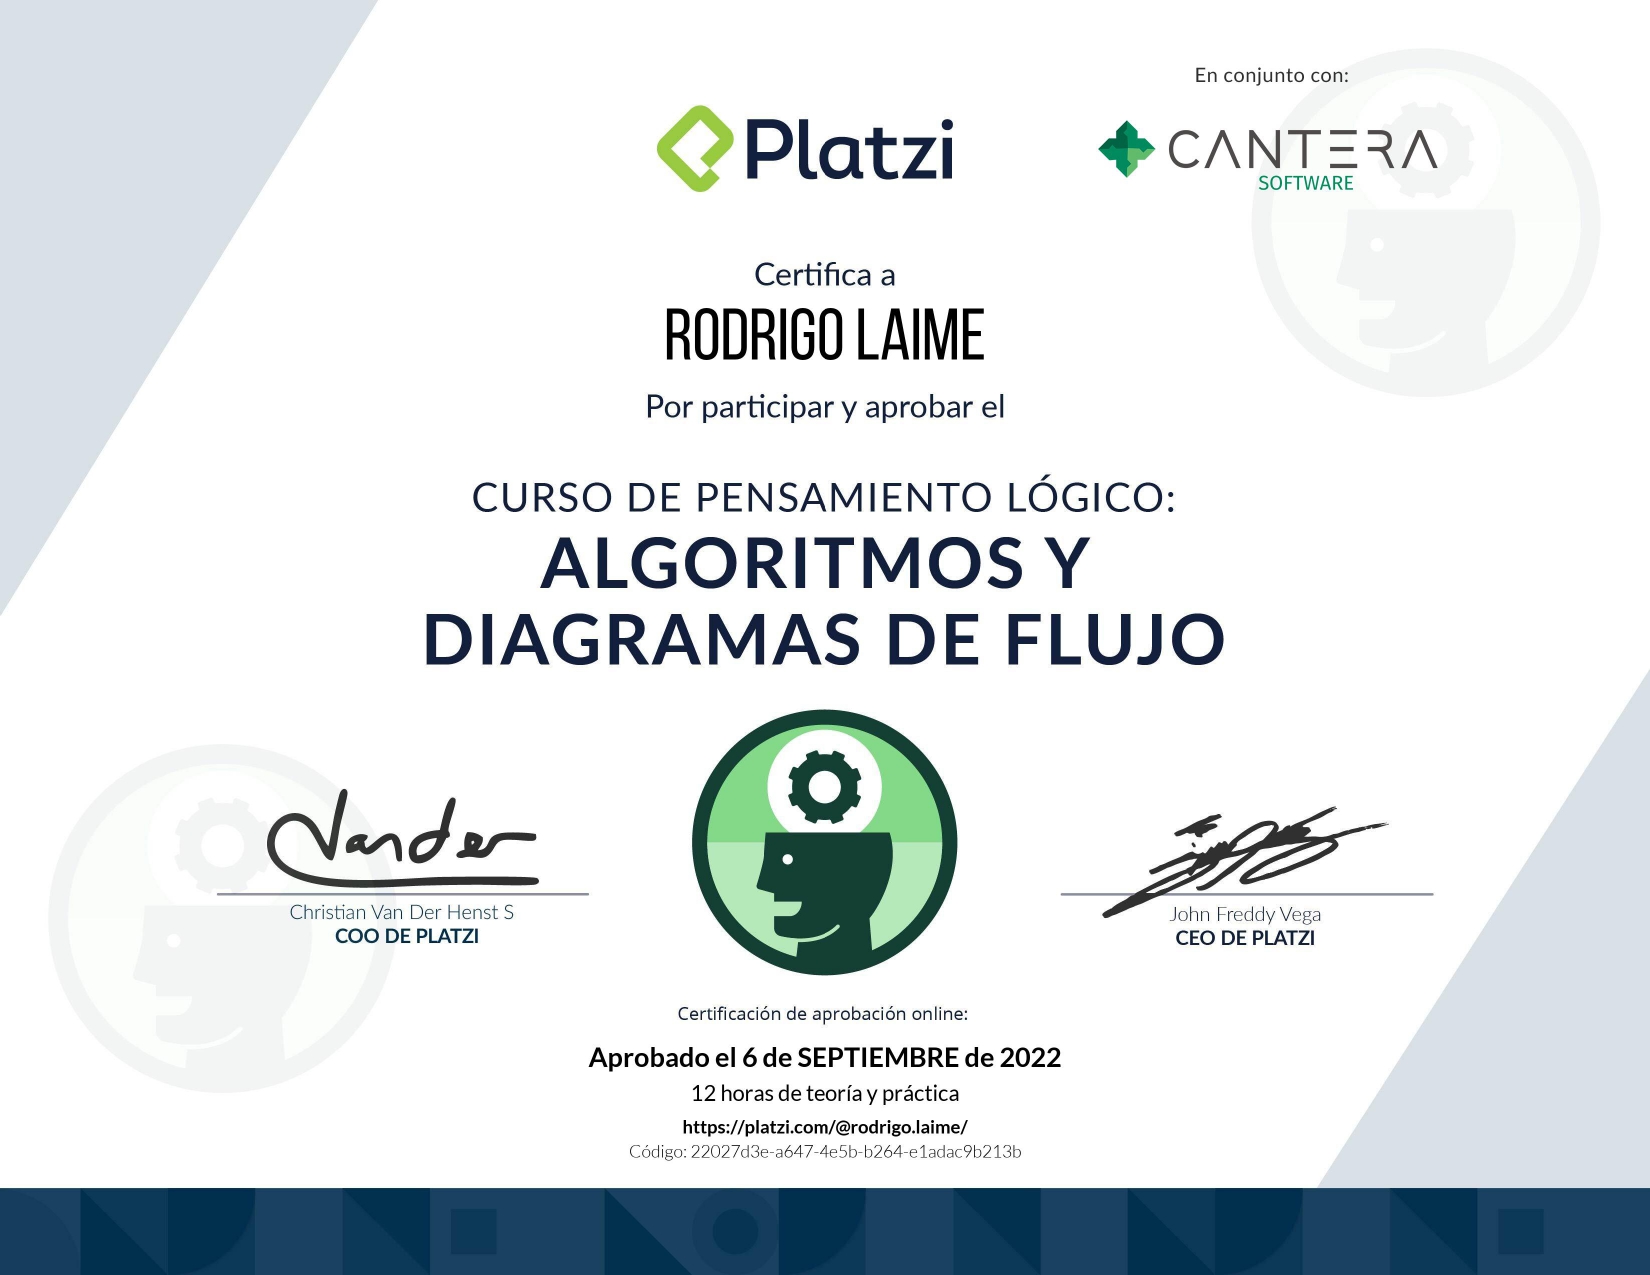 En conjunto con:
Platzi
CANTERA
SOFTWARE
Certifica a
RODRIGO LAIME
Por participar y aprobar el
CURSO DE PENSAMIENTO LÓGICO:
ALGORITMOS Y
DIAGRAMAS DE FLUJO
Vander
Christian Van Der Henst S
COO DE PLATZI
John Freddy Vega
CEO DE PLATZI
Certificación de aprobación online:
Aprobado el 6 de SEPTIEMBRE de 2022
12 horas de teoría y práctica
https://platzi.com/@rodrigo.laime/
Código: 22027d3e-a647-4e5b-b264-e1adac9b213b